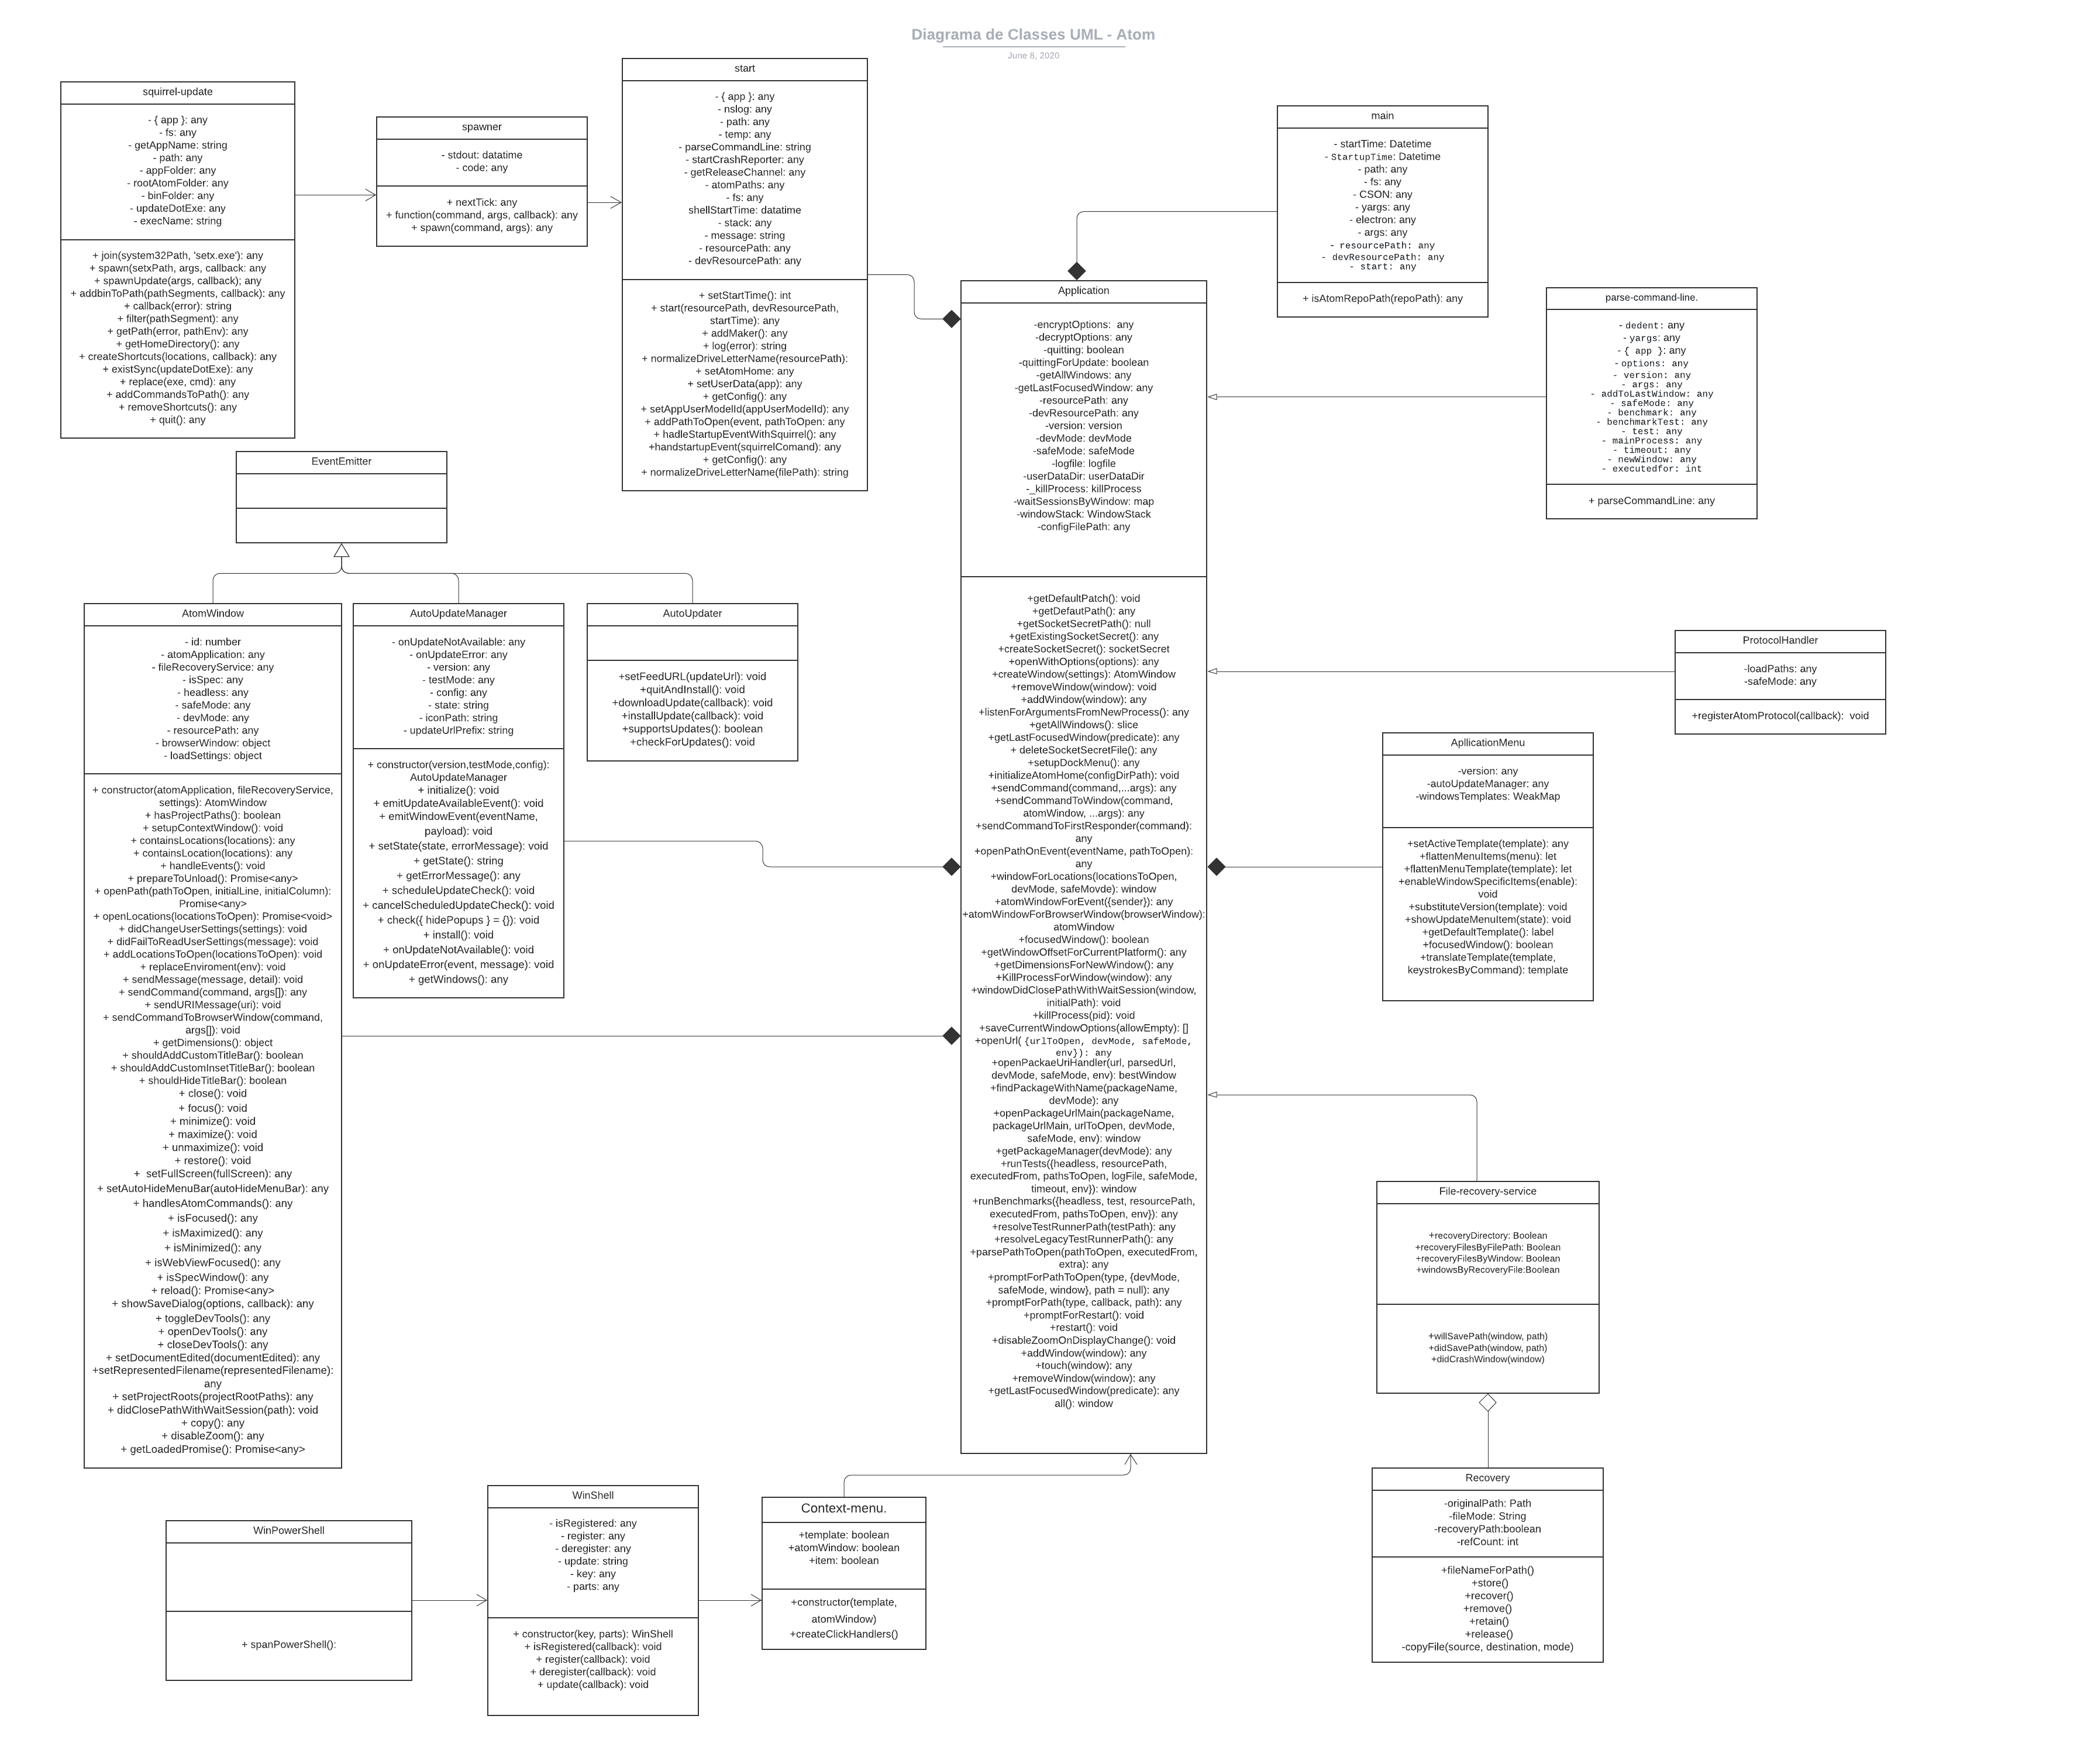 Diagrama de Classes UML - Atom
June 8, 2020
squirrel-update
- { app }: any
- fs: any
- getAppName: string
- path: any
- appFolder: any
- rootAtomFolder: any
- binFolder: any
- updateDotExe: any
- execName: string
+ join(system32Path, 'setx.exe'): any
+ spawn(setxPath, args, callback: any
+ spawnUpdate(args, callback); any
+ addbinToPath(pathSegments, callback): any
+ callback(error): string
+ filter(pathSegment): any
+ getPath(error, pathEnv): any
+ getHomeDirectory(): any
+ createShortcuts(locations, callback): any
+ existSync(updateDotExe): any
+ replace(exe, cmd): any
+ addCommandsToPath(): any
+ removeShortcuts(): any
+ quit(): any
spawner
- stdout: datatime
- code: any
+ nextTick: any
+ function(command, args, callback): any
+ spawn(command, args): any
start
- { app }: any
- nslog: any
- path: any
- temp: any
- parseCommandLine: string
- startCrashReporter: any
- getReleaseChannel: any
- atomPaths: any
- fs: any
shellStartTime: datatime
- stack: any
- message: string
- resourcePath: any
- devResourcePath: any
+ setStartTime(): int
+ start(resourcePath, devResourcePath,
startTime): any
+ addMaker(): any
+ log(error): string
+ normalizeDriveLetterName(resourcePath):
+ setAtomHome: any
+ setUserData(app): any
+ getConfig(): any
+ setAppUserModelId(appUserModelId): any
+ addPathToOpen(event, pathToOpen: any
+ hadleStartupEventWithSquirrel(): any
+handstartupEvent(squirrelComand): any
+ getConfig(): any
+ normalizeDriveLetterName(filePath): string
main
- startTime: Datetime
- StartupTime: Datetime
- path: any
- fs: any
- CSON: any
- yargs: any
- electron: any
- args: any
- resourcePath: any
- devResourcePath: any
- start: any
+ isAtomRepoPath(repoPath): any
parse-command-line.
- dedent: any
- yargs: any
- { app }: any
- options: any
- version: any
- args: any
- addToLastWindow: any
- safeMode: any
- benchmark: any
- benchmarkTest: any
- test: any
- mainProcess: any
- timeout: any
- newWindow: any
- executedfor: int
+ parseCommandLine: any
Application
-encryptOptions: any
-decryptOptions: any
-quitting: boolean
-quittingForUpdate: boolean
-getAllWindows: any
-getLastFocusedWindow: any
-resourcePath: any
-devResourcePath: any
-version: version
-devMode: devMode
-safeMode: safeMode
-logfile: logfile
-userDataDir: userDataDir
-_killProcess: killProcess
-waitSessionsByWindow: map
-windowStack: WindowStack
-configFilePath: any
+getDefaultPatch(): void
+getDefautPath(): any
+getSocketSecretPath(): null
+getExistingSocketSecret(): any
+createSocketSecret(): socketSecret
+openWithOptions(options): any
+createWindow(settings): AtomWindow
+removeWindow(window): void
+addWindow(window): any
+listenForArgumentsFromNewProcess(): any
+getAllWindows(): slice
+getLastFocusedWindow(predicate): any
+ deleteSocketSecretFile(): any
+setupDockMenu(): any
+initializeAtomHome(configDirPath): void
+sendCommand(command,...args): any
+sendCommandToWindow(command,
atomWindow, ...args): any
+sendCommandToFirstResponder(command):
any
+openPathOnEvent(eventName, pathToOpen):
any
+windowForLocations(locationsToOpen,
devMode, safeMovde): window
+atomWindowForEvent({sender}): any
+atomWindowForBrowserWindow(browserWindow):
atomWindow
+focusedWindow(): boolean
+getWindowOffsetForCurrentPlatform(): any
+getDimensionsForNewWindow(): any
+KillProcessForWindow(window): any
+windowDidClosePathWithWaitSession(window,
initialPath): void
+killProcess(pid): void
+saveCurrentWindowOptions(allowEmpty): []
+openUrl( {urlToOpen, devMode, safeMode,
env}): any
+openPackaeUriHandler(url, parsedUrl,
devMode, safeMode, env): bestWindow
+findPackageWithName(packageName,
devMode): any
+openPackageUrlMain(packageName,
packageUrlMain, urlToOpen, devMode,
safeMode, env): window
+getPackageManager(devMode): any
+runTests({headless, resourcePath,
executedFrom, pathsToOpen, logFile, safeMode,
timeout, env}): window
+runBenchmarks({headless, test, resourcePath,
executedFrom, pathsToOpen, env}): any
+resolveTestRunnerPath(testPath): any
+resolveLegacyTestRunnerPath(): any
+parsePathToOpen(pathToOpen, executedFrom,
extra): any
+promptForPathToOpen(type, {devMode,
safeMode, window}, path = null): any
+promptForPath(type, callback, path): any
+promptForRestart(): void
+restart(): void
+disableZoomOnDisplayChange(): void
+addWindow(window): any
+touch(window): any
+removeWindow(window): any
+getLastFocusedWindow(predicate): any
all(): window
EventEmitter
AtomWindow
- id: number
- atomApplication: any
- fileRecoveryService: any
- isSpec: any
- headless: any
- safeMode: any
- devMode: any
- resourcePath: any
- browserWindow: object
- loadSettings: object
+ constructor(atomApplication, fileRecoveryService,
settings): AtomWindow
+ hasProjectPaths(): boolean
+ setupContextWindow(): void
+ containsLocations(locations): any
+ containsLocation(locations): any
+ handleEvents(): void
+ prepareToUnload(): Promise<any>
+ openPath(pathToOpen, initialLine, initialColumn):
Promise<any>
+ openLocations(locationsToOpen): Promise<void>
+ didChangeUserSettings(settings): void
+ didFailToReadUserSettings(message): void
+ addLocationsToOpen(locationsToOpen): void
+ replaceEnviroment(env): void
+ sendMessage(message, detail): void
+ sendCommand(command, args[]): any
+ sendURIMessage(uri): void
+ sendCommandToBrowserWindow(command,
args[]): void
+ getDimensions(): object
+ shouldAddCustomTitleBar(): boolean
+ shouldAddCustomInsetTitleBar(): boolean
+ shouldHideTitleBar(): boolean
+ close(): void
+ focus(): void
+ minimize(): void
+ maximize(): void
+ unmaximize(): void
+ restore(): void
+ setFullScreen(fullScreen): any
+ setAutoHideMenuBar(autoHideMenuBar): any
+ handlesAtomCommands(): any
+ isFocused(): any
+ isMaximized(): any
+ isMinimized(): any
+ isWebViewFocused(): any
+ isSpecWindow(): any
+ reload(): Promise<any>
+ showSaveDialog(options, callback): any
+ toggleDevTools(): any
+ openDevTools(): any
+ closeDevTools(): any
+ setDocumentEdited(documentEdited): any
+setRepresentedFilename(representedFilename):
any
+ setProjectRoots(projectRootPaths): any
+ didClosePathWithWaitSession(path): void
+ copy(): any
+ disableZoom(): any
+ getLoadedPromise(): Promise<any>
AutoUpdateManager
- onUpdateNotAvailable: any
- onUpdateError: any
- version: any
- testMode: any
- config: any
- state: string
- iconPath: string
- updateUrlPrefix: string
+ constructor(version,testMode,config):
AutoUpdateManager
+ initialize(): void
+ emitUpdateAvailableEvent(): void
+ emitWindowEvent(eventName,
payload): void
+ setState(state, errorMessage): void
+ getState(): string
+ getErrorMessage(): any
+ scheduleUpdateCheck(): void
+ cancelScheduledUpdateCheck(): void
+ check({ hidePopups } = {}): void
+ install(): void
+ onUpdateNotAvailable(): void
+ onUpdateError(event, message): void
+ getWindows(): any
AutoUpdater
+setFeedURL(updateUrl): void
+quitAndInstall(): void
+downloadUpdate(callback): void
+installUpdate(callback): void
+supportsUpdates(): boolean
+checkForUpdates(): void
ProtocolHandler
-loadPaths: any
-safeMode: any
+registerAtomProtocol(callback): void
ApllicationMenu
-version: any
-autoUpdateManager: any
-windowsTemplates: WeakMap
+setActiveTemplate(template): any
+flattenMenuItems(menu): let
+flattenMenuTemplate(template): let
+enableWindowSpecificItems(enable):
void
+substituteVersion(template): void
+showUpdateMenuItem(state): void
+getDefaultTemplate(): label
+focusedWindow(): boolean
+translateTemplate(template,
keystrokesByCommand): template
File-recovery-service
+recoveryDirectory: Boolean
+recoveryFilesByFilePath: Boolean
+recoveryFilesByWindow: Boolean
+windowsByRecoveryFile:Boolean
+willSavePath(window, path)
+didSavePath(window, path)
+didCrashWindow(window)
Recovery
-originalPath: Path
-fileMode: String
-recoveryPath:boolean
-refCount: int
+fileNameForPath()
+store()
+recover()
+remove()
+retain()
+release()
-copyFile(source, destination, mode)
WinPowerShell
+ spanPowerShell():
WinShell
- isRegistered: any
- register: any
- deregister: any
- update: string
- key: any
- parts: any
+ constructor(key, parts): WinShell
+ isRegistered(callback): void
+ register(callback): void
+ deregister(callback): void
+ update(callback): void
Context-menu.
+template: boolean
+atomWindow: boolean
+item: boolean
+constructor(template,
atomWindow)
+createClickHandlers()